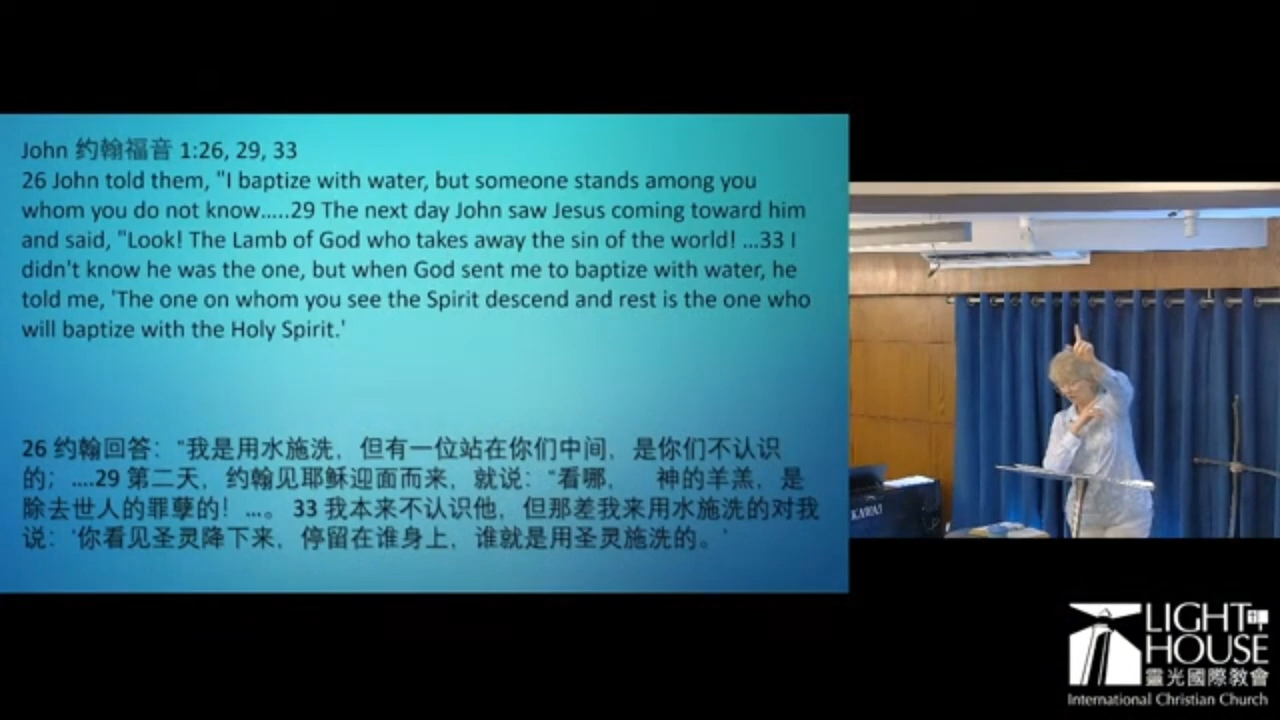 John 约翰福音 1:26, 29, 33
26 John told them, "I baptize with water, but someone stands among you
whom you do not know.....29 The next day John saw Jesus coming toward him
and said, "Look! The Lamb of God who takes away the sin of the world! ...33 I
didn't know he was the one, but when God sent me to baptize with water, he
told me, 'The one on whom you see the Spirit descend and rest is the one who
will baptize with the Holy Spirit.'
26 约翰回答："我是用水施洗，但有一位站在你们中间，是你们不认识
的；....29 第二天，约翰见耶稣迎面而来，就说："看哪， 神的羊羔，是
除去世人的罪孽的！...。 33 我本来不认识他，但那差我来用水施洗的对我
说：'你看见圣灵降下来，停留在谁身上，谁就是用圣灵施洗的。'
KAWAI
LIGHT
HOUSE
靈光國際教會
International Christian Church